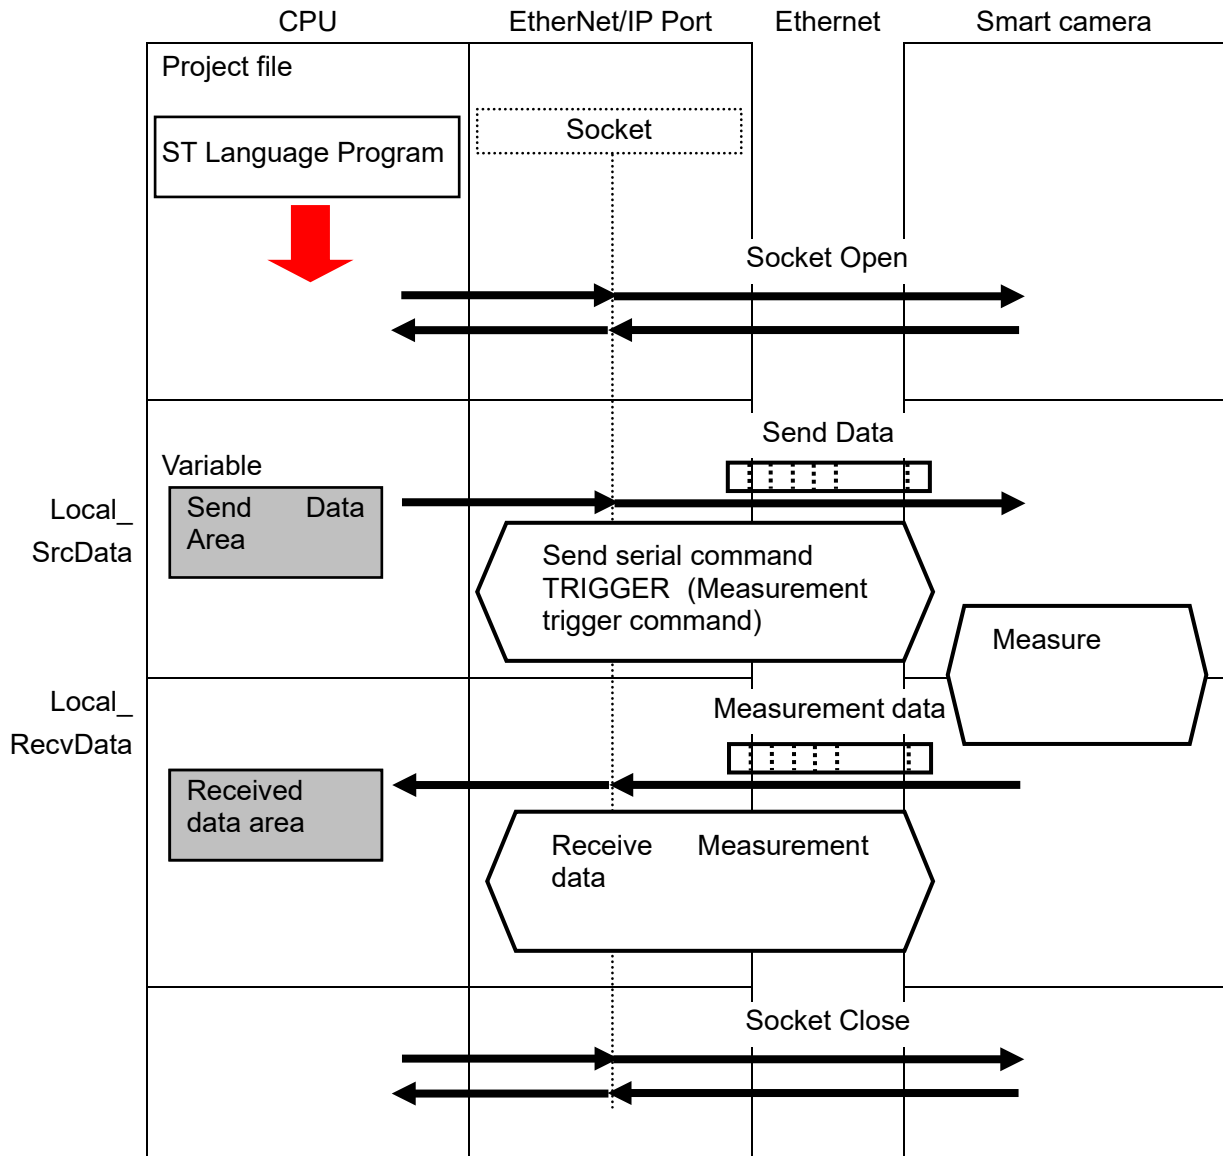 CPU
EtherNet/IP Port
Ethernet
Smart camera
Project file
ST Language Program
Socket
Socket Open
Send Data
Variable
Local_
SrcData
Send Data
Area
Send serial command
TRIGGER (Measurement
trigger command)
Measure
Local_
RecvData
Measurement data
Received
data area
Receive Measurement
data
Socket Close